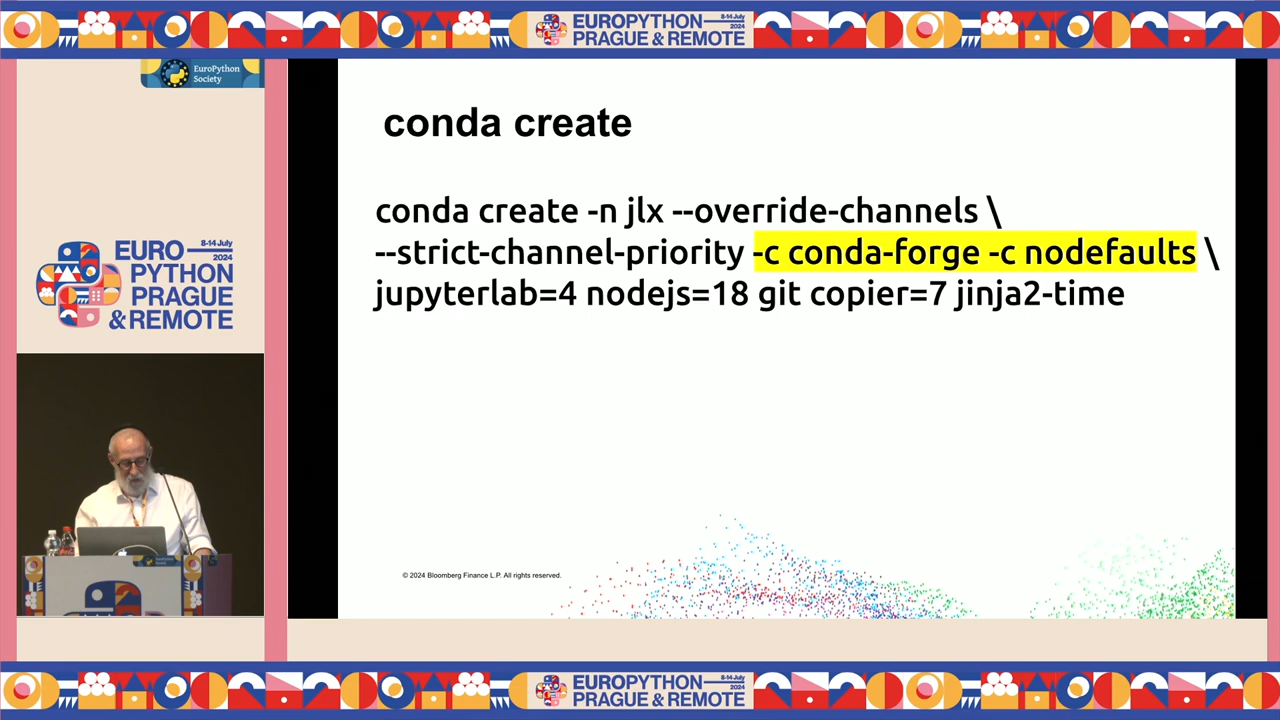 EUROPYTHON
8-14 July
2024
PRAGUE & REMOTE
EuroPython
Society
conda create
conda create -n jlx --override-channels \
--strict-channel-priority -c conda-forge -c nodefaults \
jupyterlab=4 nodejs=18 git copier=7 jinja2-time
EURO
8-14 July
2024
PYTHON
PRAGUE
& REMOTE
© 2024 Bloomberg Finance L.P. All rights reserved.
EUROPYTHON
8-14 July
2024
PRAGUE & REMOTE